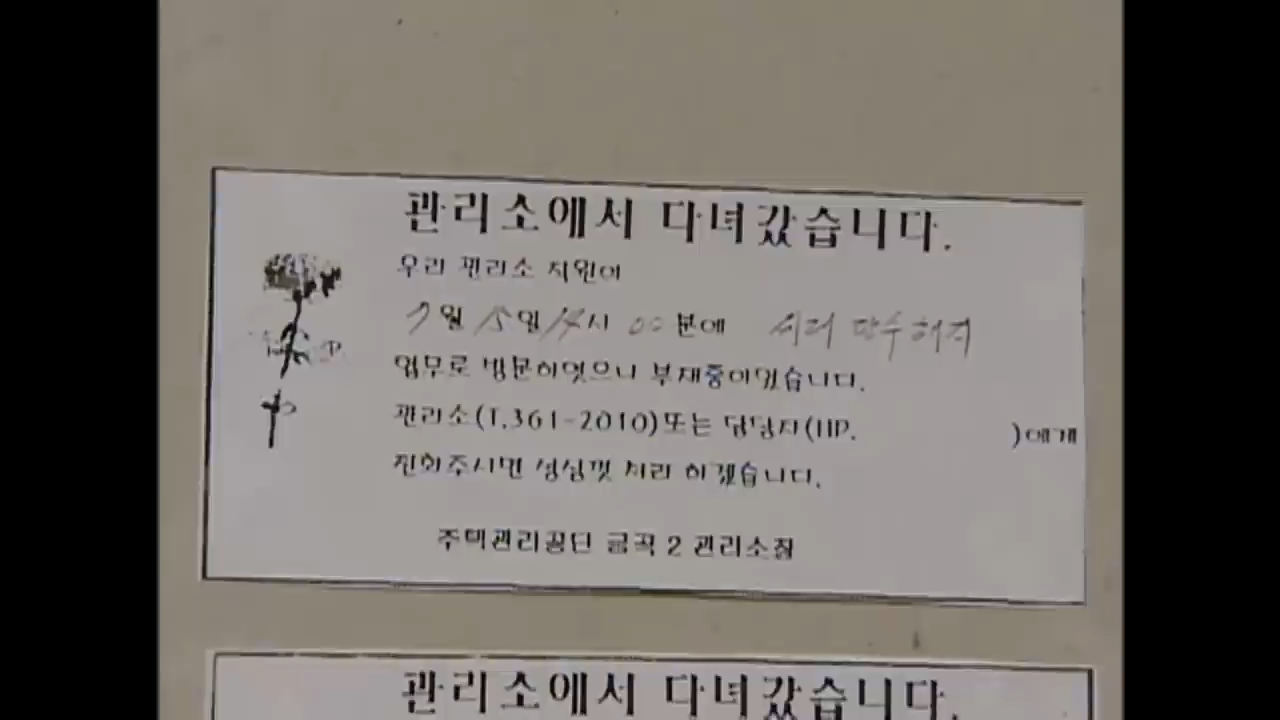 관리소에서 다녀갔습니다.
우리 관리소 직원이
7월 15일 14시 00분에
업무로 방문하였으나 부재중이었습니다.
관리소(T.361-2010)또는 담당자(HP. )에게
전화주시면 성심껏 처리 하겠습니다.
주택관리공단 금곡 2 관리소장
관리소에서 다녀갔습니다.